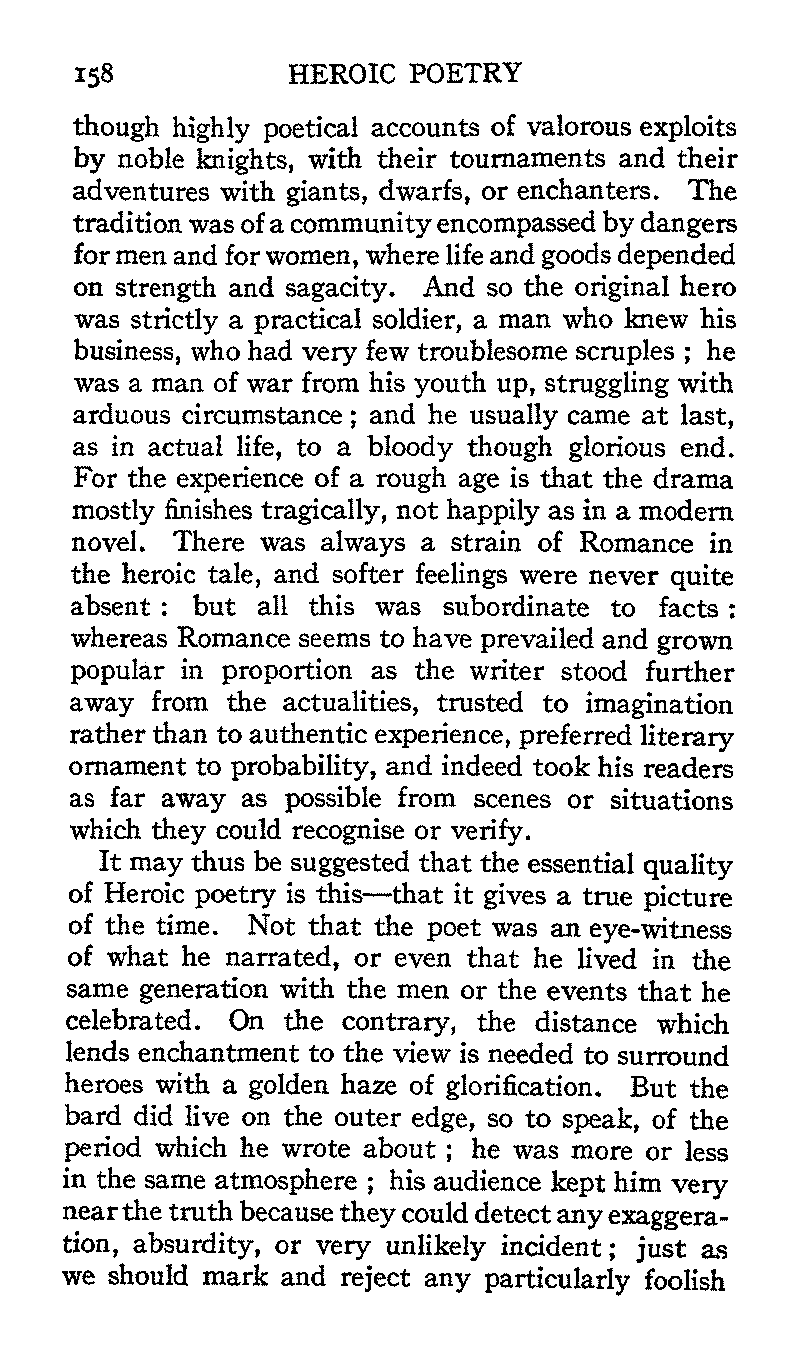 158 HEROIC POETRY
though highly poetical accounts of valorous exploits
by noble knights, with their tournaments and their
adventures with giants, dwarfs, or enchanters. The
tradition was of a community encompassed by dangers
for men and for women, where life and goods depended
on strength and sagacity. And so the original hero
was strictly a practical soldier, a man who knew his
business, who had very few troublesome scruples ; he
was a man of war from his youth up, struggling with
arduous circumstance ; and he usually came at last,
as in actual life, to a bloody though glorious end.
For the experience of a rough age is that the drama
mostly finishes tragically, not happily as in a modern
novel. There was always a strain of Romance in
the heroic tale, and softer feelings were never quite
absent : but all this was subordinate to facts :
whereas Romance seems to have prevailed and grown
popular in proportion as the writer stood further
away from the actualities, trusted to imagination
rather than to authentic experience, preferred literary
ornament to probability, and indeed took his readers
as far away as possible from scenes or situations
which they could recognise or verify.
It may thus be suggested that the essential quality
of Heroic poetry is this—that it gives a true picture
of the time. Not that the poet was an eye-witness
of what he narrated, or even that he lived in the
same generation with the men or the events that he
celebrated. On the contrary, the distance which
lends enchantment to the view is needed to surround
heroes with a golden haze of glorification. But the
bard did live on the outer edge, so to speak, of the
period which he wrote about ; he was more or less
in the same atmosphere ; his audience kept him very
near the truth because they could detect any exaggera-
tion, absurdity, or very unlikely incident ; just as
we should mark and reject any particularly foolish